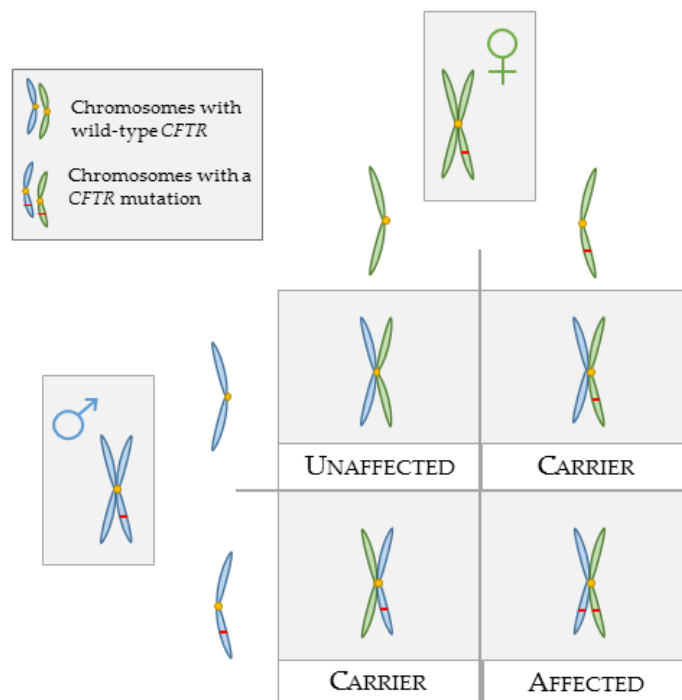 Chromosomes with
wild-type CFTR
Chromosomes with a
CFTR mutation
UNAFFECTED
CARRIER
CARRIER
AFFECTED